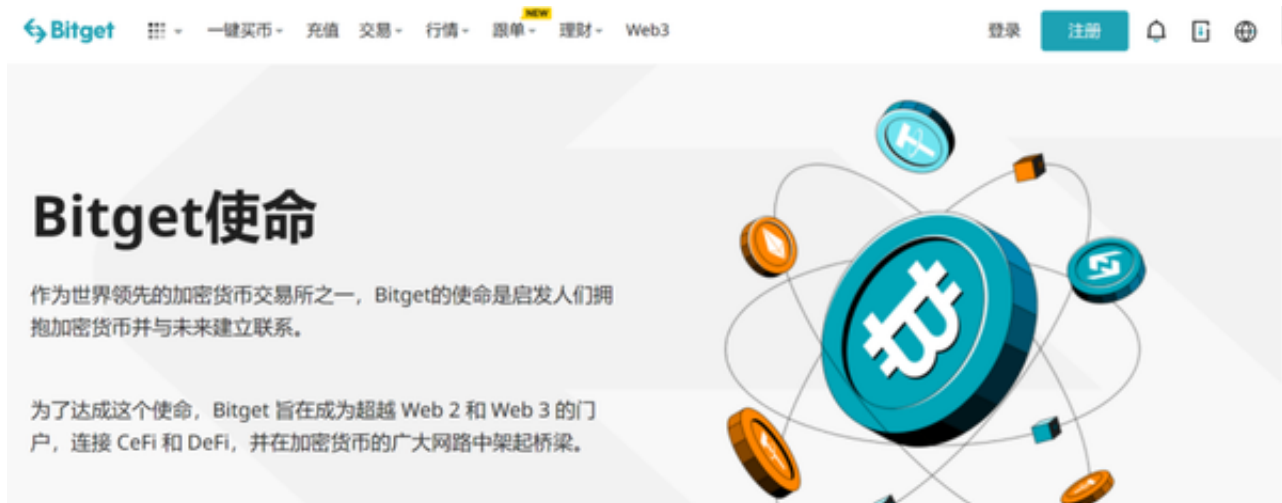 Bitget 一键买币 充值 交易 行情 跟单 NEW 理财 Web3 登录 注册
Bitget使命
作为世界领先的加密货币交易所之一，Bitget的使命是启发人们拥
抱加密货币并与未来建立联系。
为了达成这个使命，Bitget 旨在成为超越 Web 2 和 Web 3 的门
户，连接 CeFi 和 DeFi，并在加密货币的广大网路中架起桥梁。